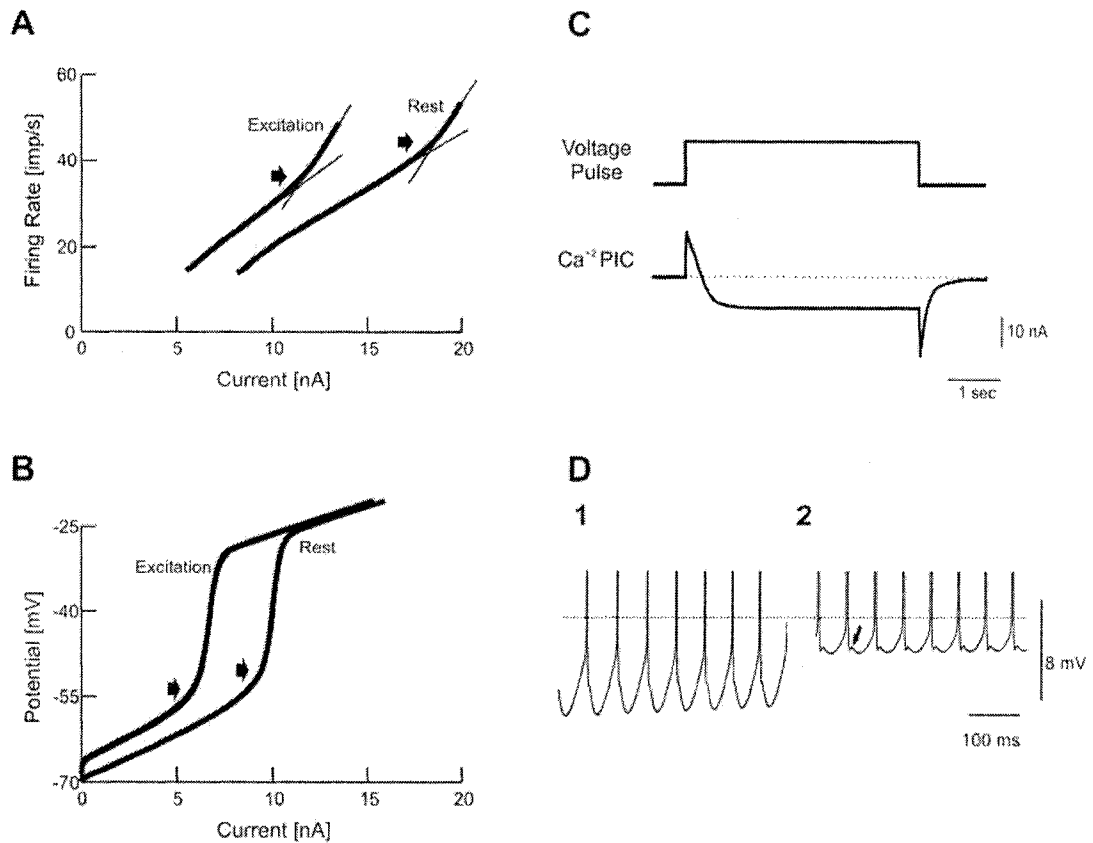 A
60
40
20
0
Firing Rate [imp/s]
Excitation
Rest
0 5 10 15 20
Current [nA]
C
Voltage
Pulse
Ca+2 PIC
10 nA
1 sec
B
-25
-40
-55
-70
Potential [mV]
Excitation
Rest
0 5 10 15 20
Current [nA]
D
1 2
8 mV
100 ms